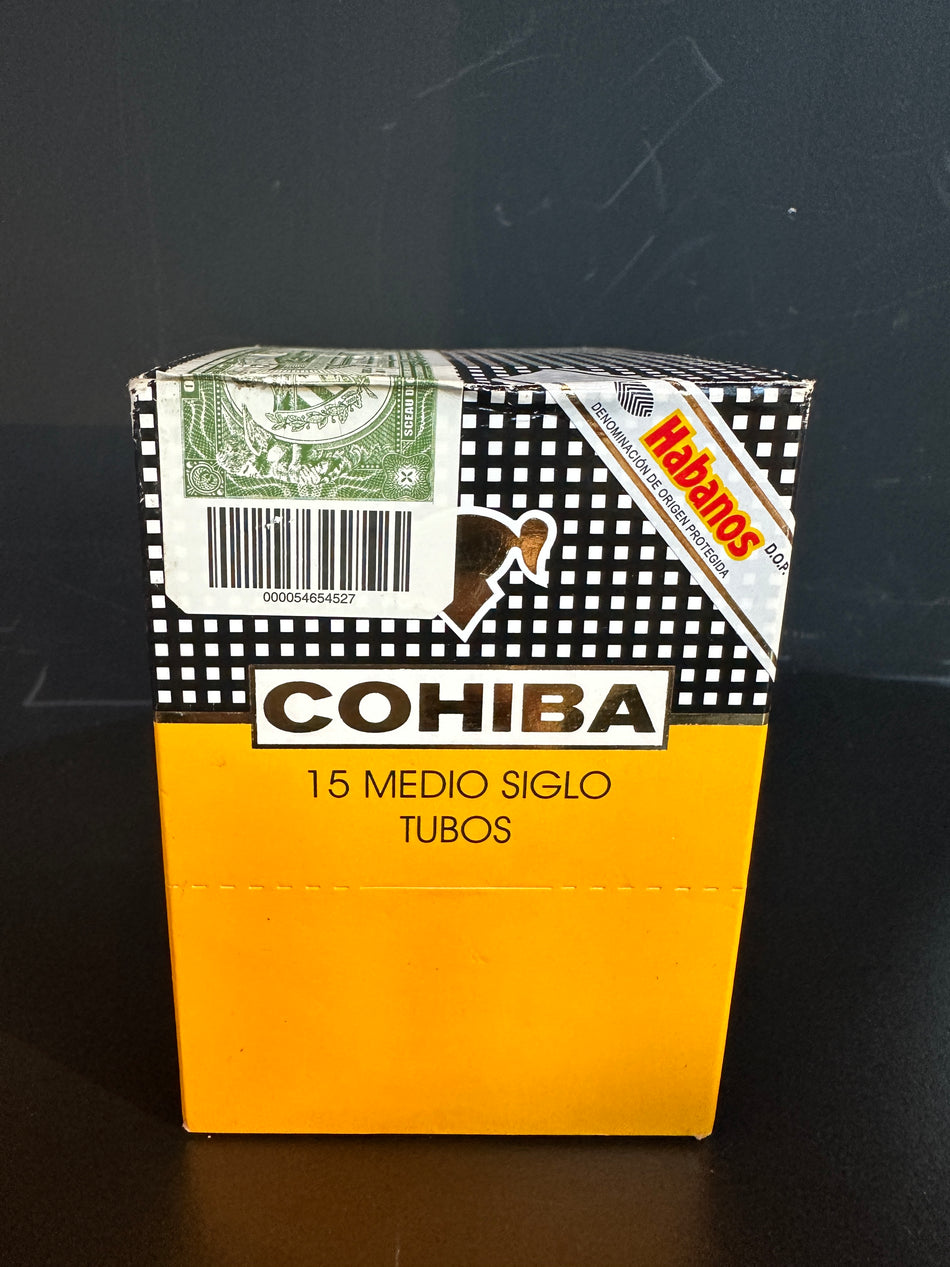 SCEAU DE
000054654527
DENOMINACIÓN DE ORIGEN PROTEGIDA
Habanos
D.O.P.
COHIBA
15 MEDIO SIGLO
TUBOS